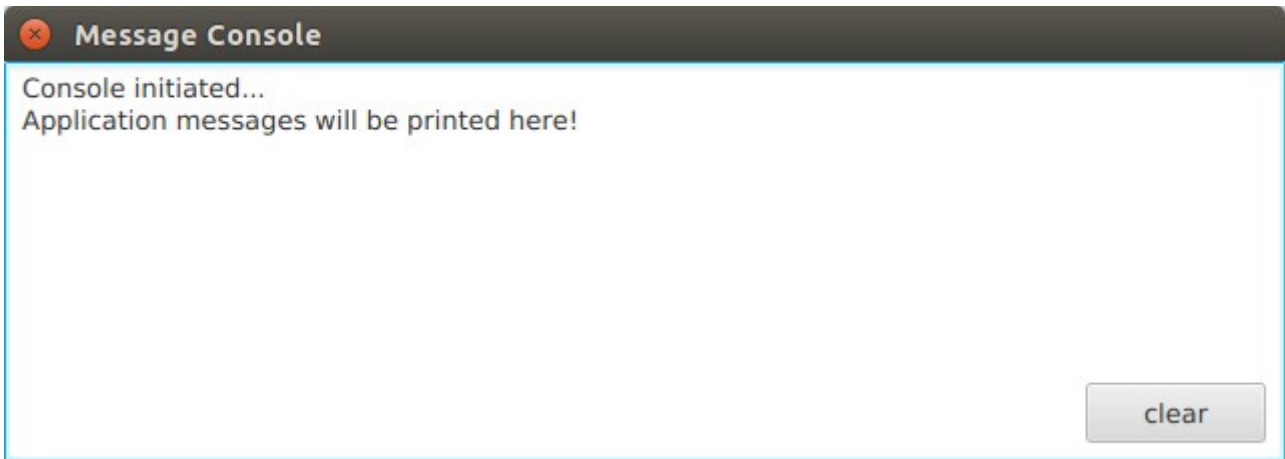 Message Console
Console initiated...
Application messages will be printed here!
clear